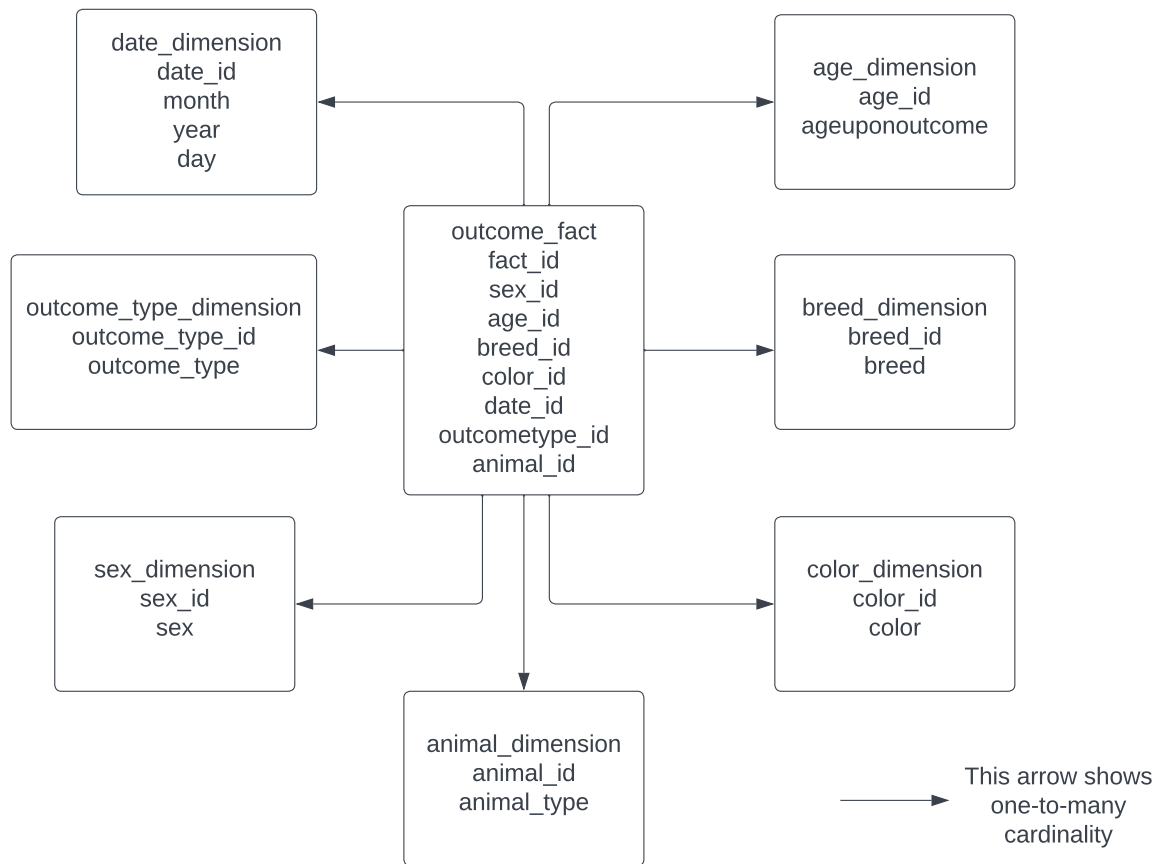 date_dimension
date_id
month
year
day
age_dimension
age_id
ageuponoutcome
outcome_fact
fact_id
sex_id
age_id
breed_id
color_id
date_id
outcometype_id
animal_id
outcome_type_dimension
outcome_type_id
outcome_type
breed_dimension
breed_id
breed
sex_dimension
sex_id
sex
color_dimension
color_id
color
animal_dimension
animal_id
animal_type
This arrow shows
one-to-many
cardinality